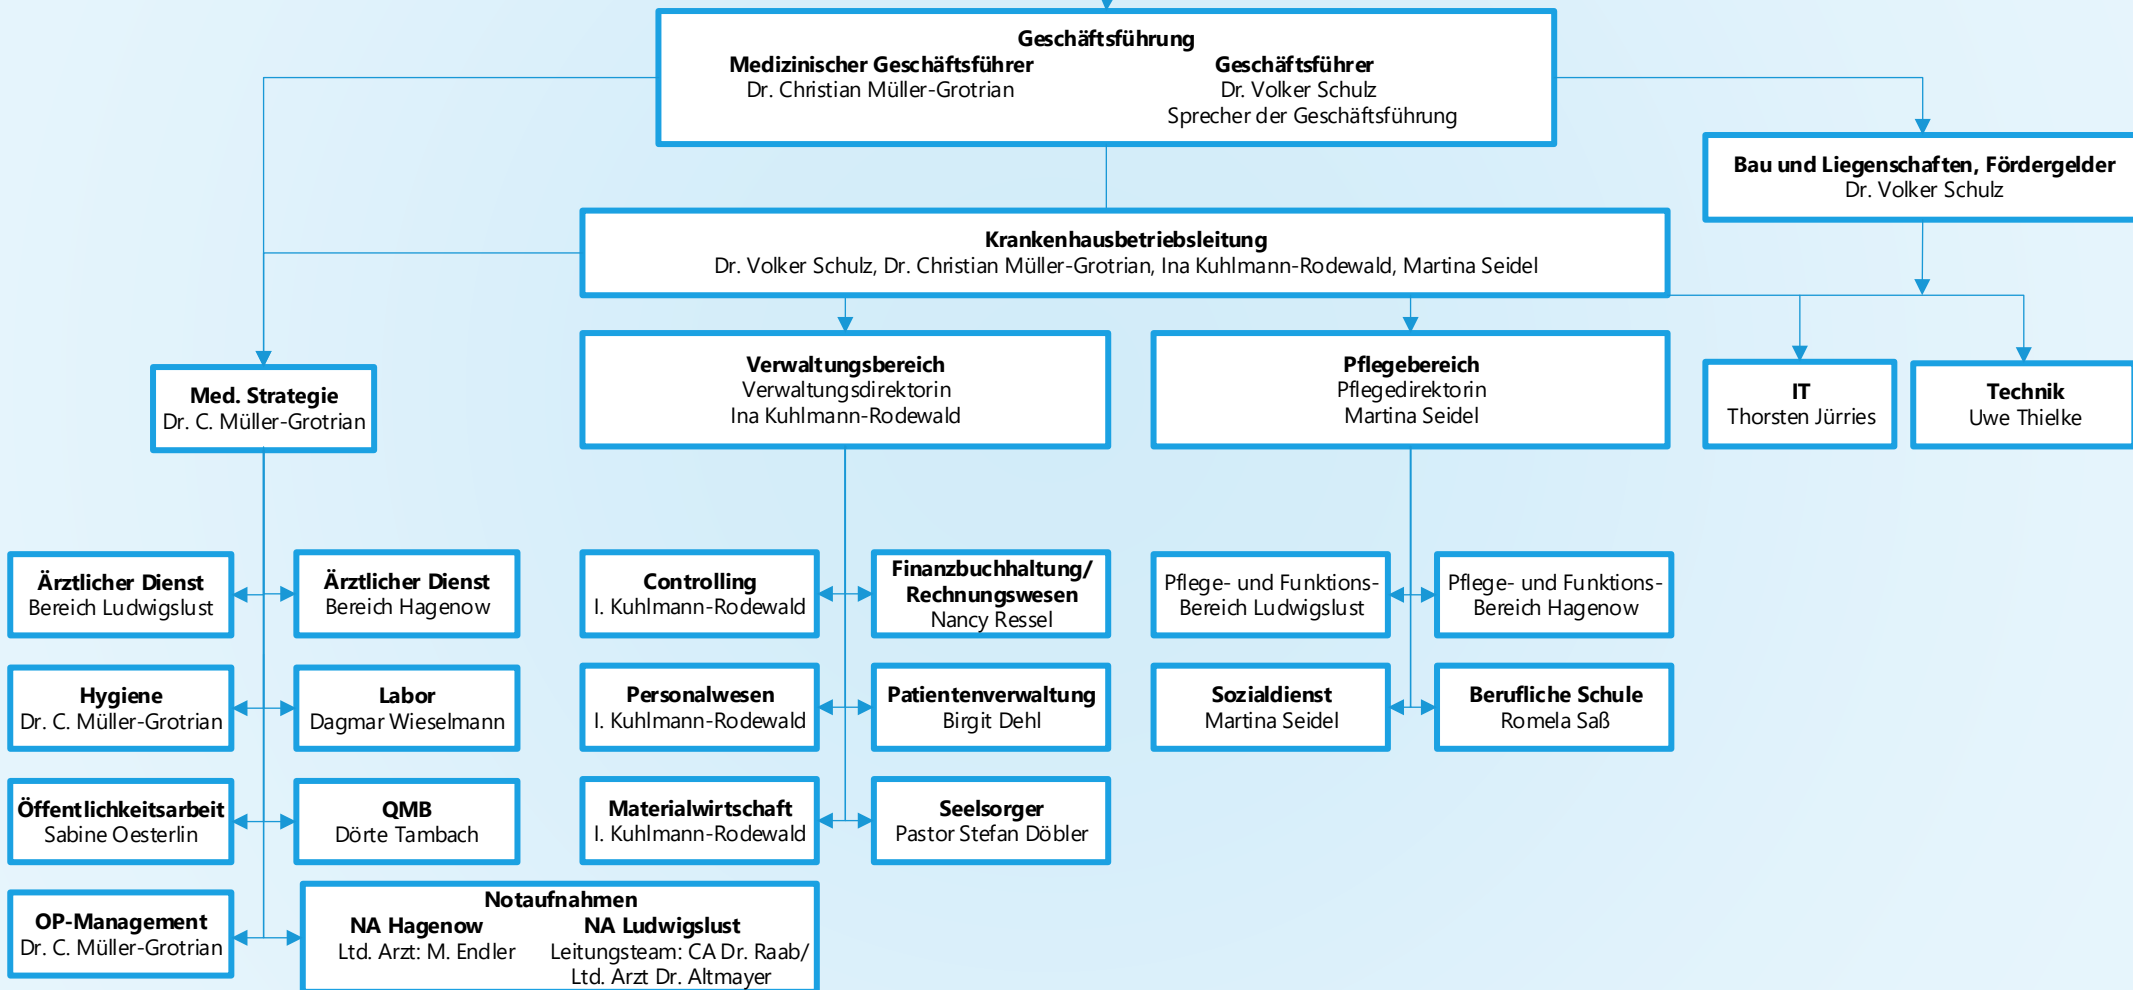 Geschäftsführung
Medizinischer Geschäftsführer
Dr. Christian Müller-Grotrian
Geschäftsführer
Dr. Volker Schulz
Sprecher der Geschäftsführung
Bau und Liegenschaften, Fördergelder
Dr. Volker Schulz
Krankenhausbetriebsleitung
Dr. Volker Schulz, Dr. Christian Müller-Grotrian, Ina Kuhlmann-Rodewald, Martina Seidel
Med. Strategie
Dr. C. Müller-Grotrian
Verwaltungsbereich
Verwaltungsdirektorin
Ina Kuhlmann-Rodewald
Pflegebereich
Pflegedirektorin
Martina Seidel
IT
Thorsten Jürries
Technik
Uwe Thielke
Ärztlicher Dienst
Bereich Ludwigslust
Ärztlicher Dienst
Bereich Hagenow
Controlling
I. Kuhlmann-Rodewald
Finanzbuchhaltung/
Rechnungswesen
Nancy Ressel
Pflege- und Funktions-
Bereich Ludwigslust
Pflege- und Funktions-
Bereich Hagenow
Hygiene
Dr. C. Müller-Grotrian
Labor
Dagmar Wieselmann
Personalwesen
I. Kuhlmann-Rodewald
Patientenverwaltung
Birgit Dehl
Sozialdienst
Martina Seidel
Berufliche Schule
Romela Saß
Öffentlichkeitsarbeit
Sabine Oesterlin
QMB
Dörte Tambach
Materialwirtschaft
I. Kuhlmann-Rodewald
Seelsorger
Pastor Stefan Döbler
OP-Management
Dr. C. Müller-Grotrian
Notaufnahmen
NA Hagenow
Ltd. Arzt: M. Endler
NA Ludwigslust
Leitungsteam: CA Dr. Raab/
Ltd. Arzt Dr. Altmayer